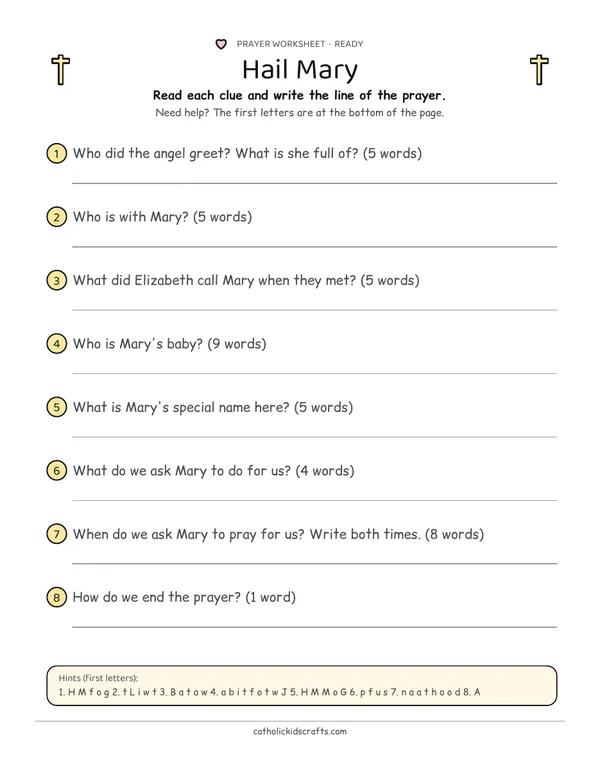 PRAYER WORKSHEET · READY
Hail Mary
Read each clue and write the line of the prayer.
Need help? The first letters are at the bottom of the page.
1 Who did the angel greet? What is she full of? (5 words)
2 Who is with Mary? (5 words)
3 What did Elizabeth call Mary when they met? (5 words)
4 Who is Mary's baby? (9 words)
5 What is Mary's special name here? (5 words)
6 What do we ask Mary to do for us? (4 words)
7 When do we ask Mary to pray for us? Write both times. (8 words)
8 How do we end the prayer? (1 word)
Hints (first letters):
1. H M f o g 2. t L i w t 3. B a t a w 4. a b i t f o t w J 5. H M M o G 6. p f u s 7. n a a t h o o d 8. A
catholickidscrafts.com